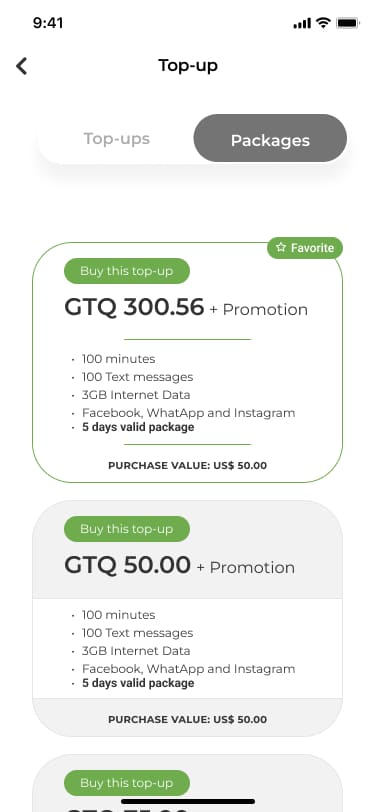 9:41
Top-up
Top-ups
Packages
Favorite
Buy this top-up
GTQ 300.56 + Promotion
· 100 minutes
· 100 Text messages
· 3GB Internet Data
· Facebook, WhatApp and Instagram
· 5 days valid package
PURCHASE VALUE: US$ 50.00
Buy this top-up
GTQ 50.00 + Promotion
· 100 minutes
· 100 Text messages
· 3GB Internet Data
· Facebook, WhatApp and Instagram
· 5 days valid package
PURCHASE VALUE: US$ 50.00
Buy this top-up